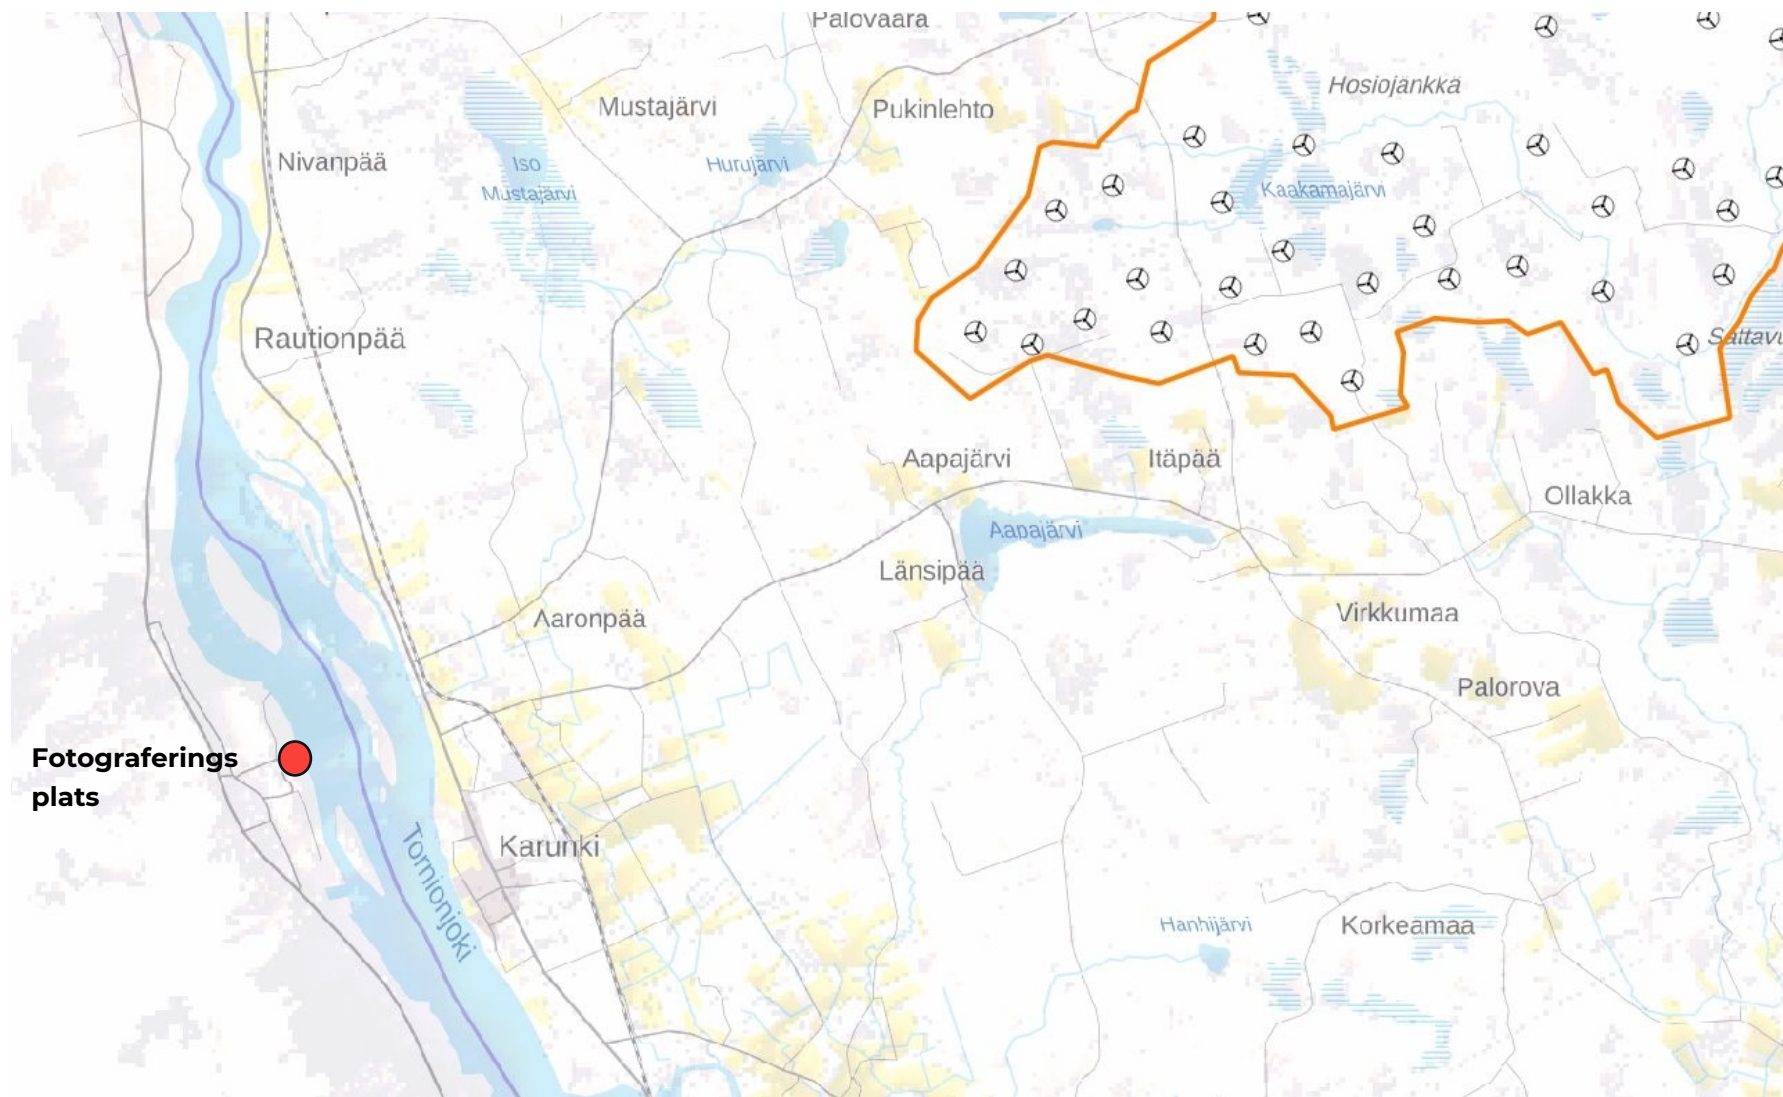 Palovaara
Hosiojänkkä
Mustajärvi
Pukinlehto
Nivanpää
Iso
Mustajärvi
Hurujärvi
Kaakamajärvi
Rautionpää
Aapajärvi
Itäpää
Ollakka
Aapajärvi
Länsipää
Aaronpää
Virkkumaa
Palorova
Fotograferings
plats
Karunki
Tornionjoki
Hanhijärvi
Korkeamaa